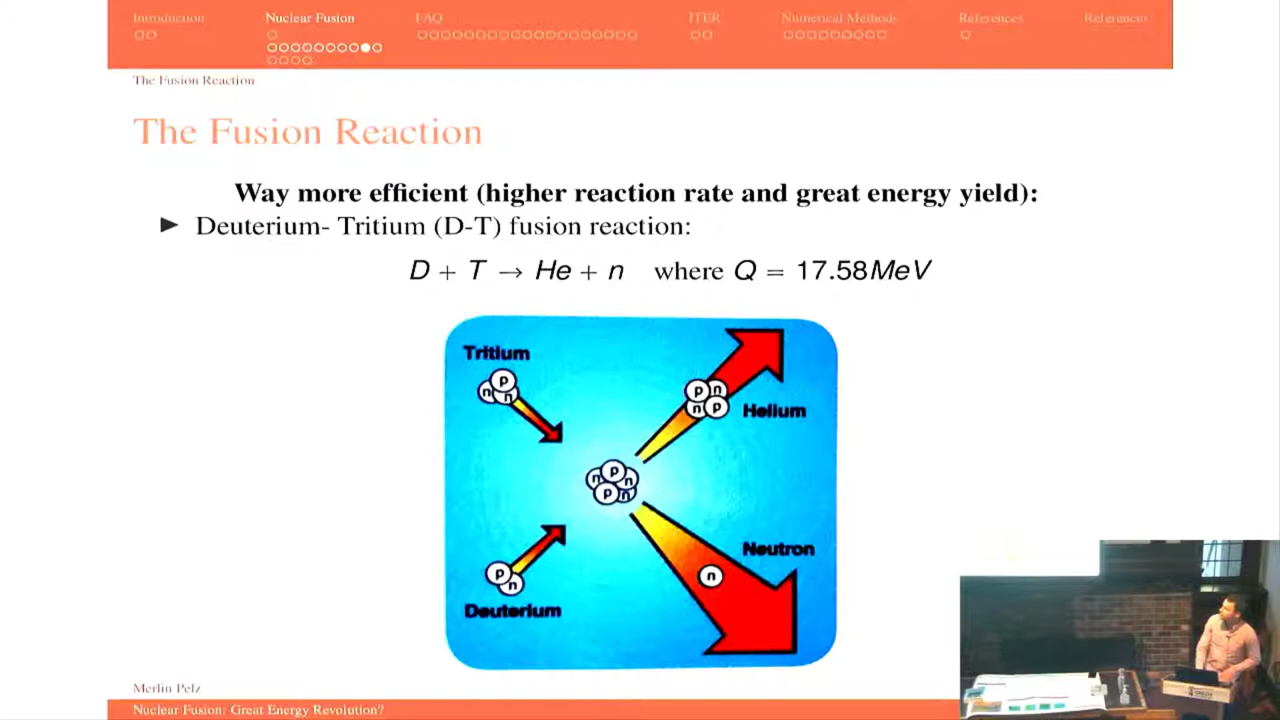 Introduction
Nuclear Fusion
FAQ
ITER
Numerical Methods
References
References
The Fusion Reaction
The Fusion Reaction
Way more efficient (higher reaction rate and great energy yield):
▶ Deuterium- Tritium (D-T) fusion reaction:
D + T → He + n where Q = 17.58MeV
Tritium
p
n
n
p
n
n
p
Helium
n
p
n
p
n
Neutron
n
p
n
Deuterium
Merlin Pelz
Nuclear Fusion: Great Energy Revolution?